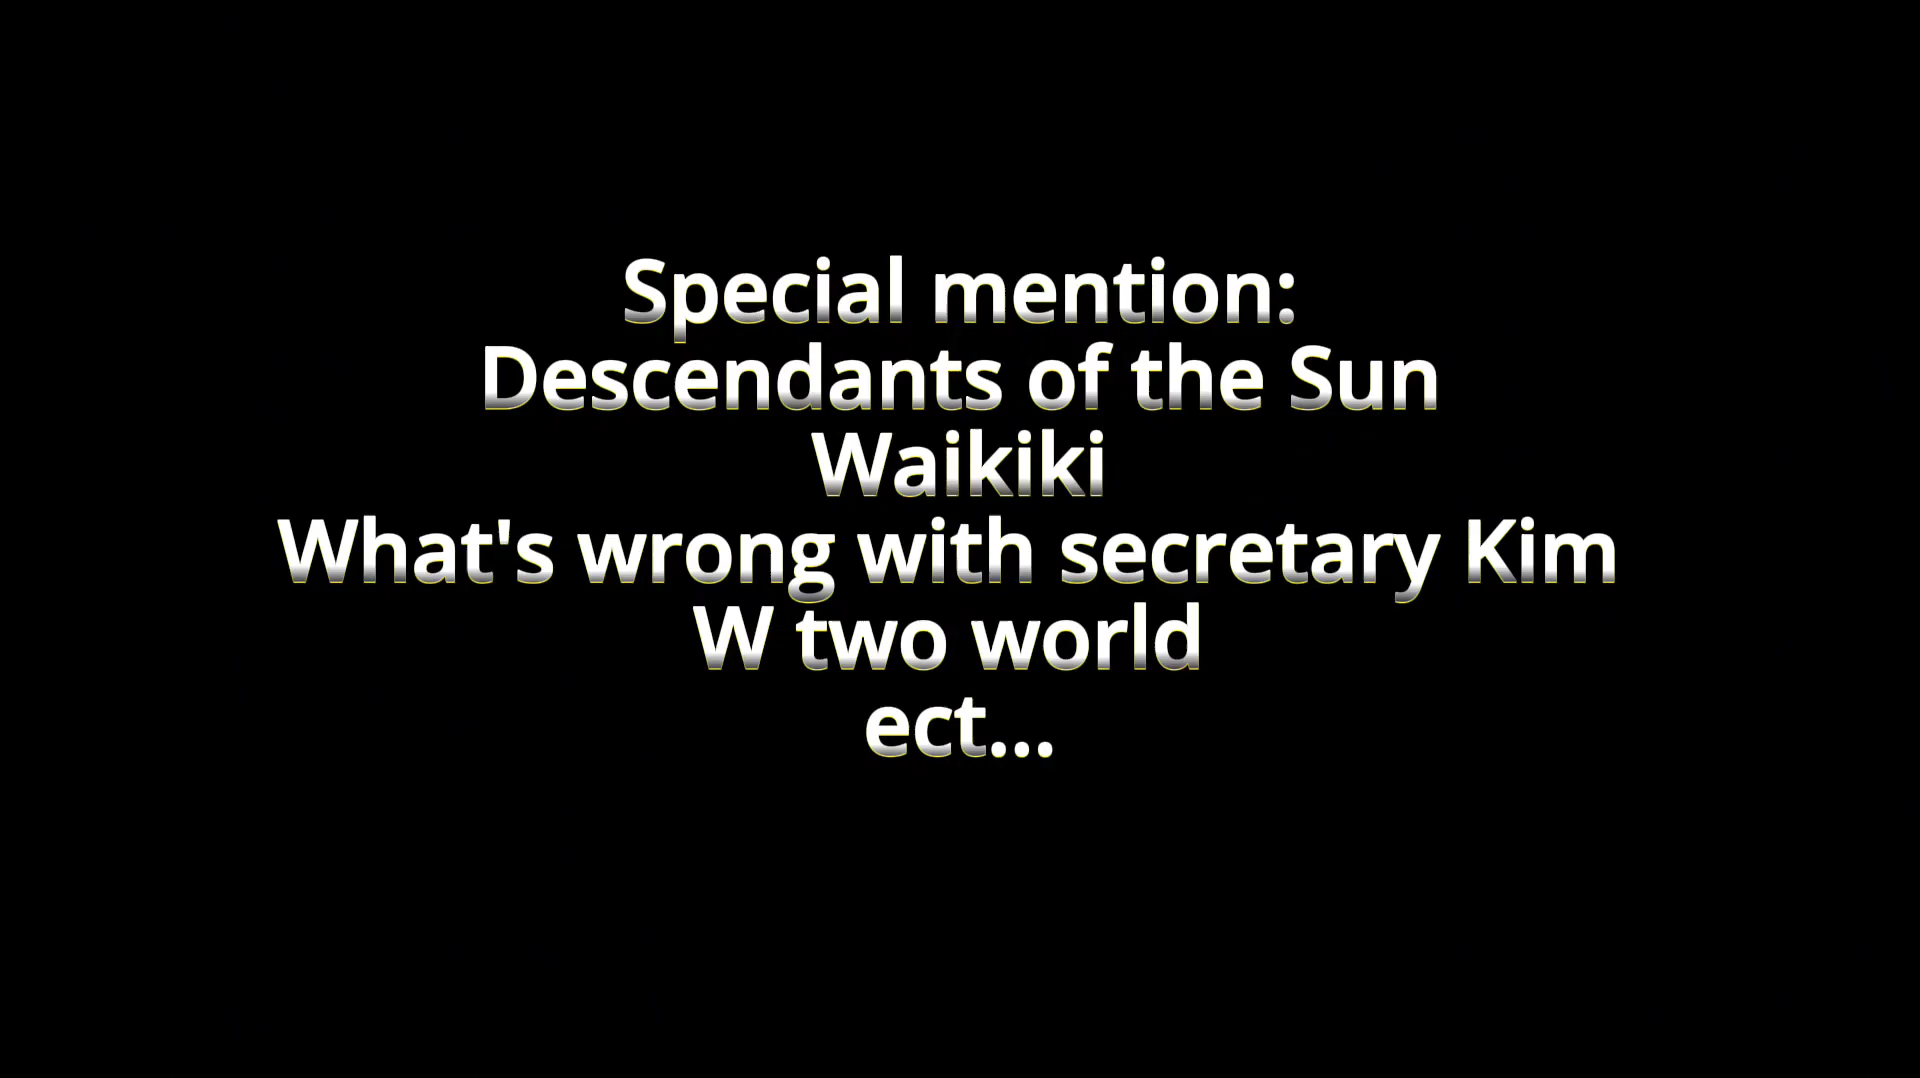 Special mention:
Descendants of the Sun
Waikiki
What's wrong with secretary Kim
W two world
ect...